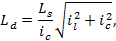 L_d = \frac{L_s}{i_c}\sqrt{i_l^2 + i_c^2},